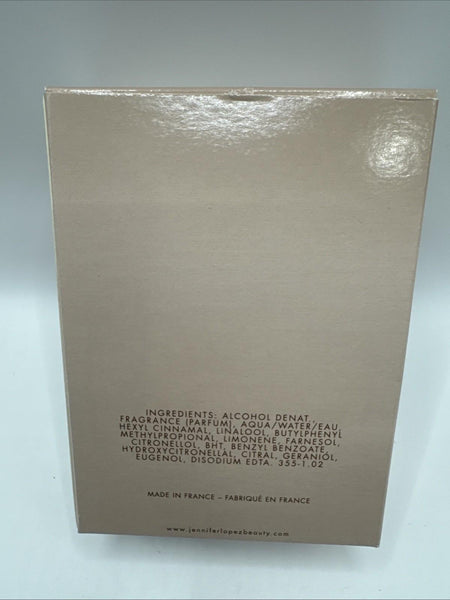 INGREDIENTS: ALCOHOL DENAT.,
FRAGRANCE (PARFUM), AQUA/WATER/EAU,
HEXYL CINNAMAL, LINALOOL, BUTYLPHENYL
METHYLPROPIONAL, LIMONENE, FARNESOL,
CITRONELLOL, BHT, BENZYL BENZOATE,
HYDROXYCITRONELLAL, CITRAL, GERANIOL,
EUGENOL, DISODIUM EDTA. 355-1.02
MADE IN FRANCE – FABRIQUÉ EN FRANCE
www.jenniferlopezbeauty.com